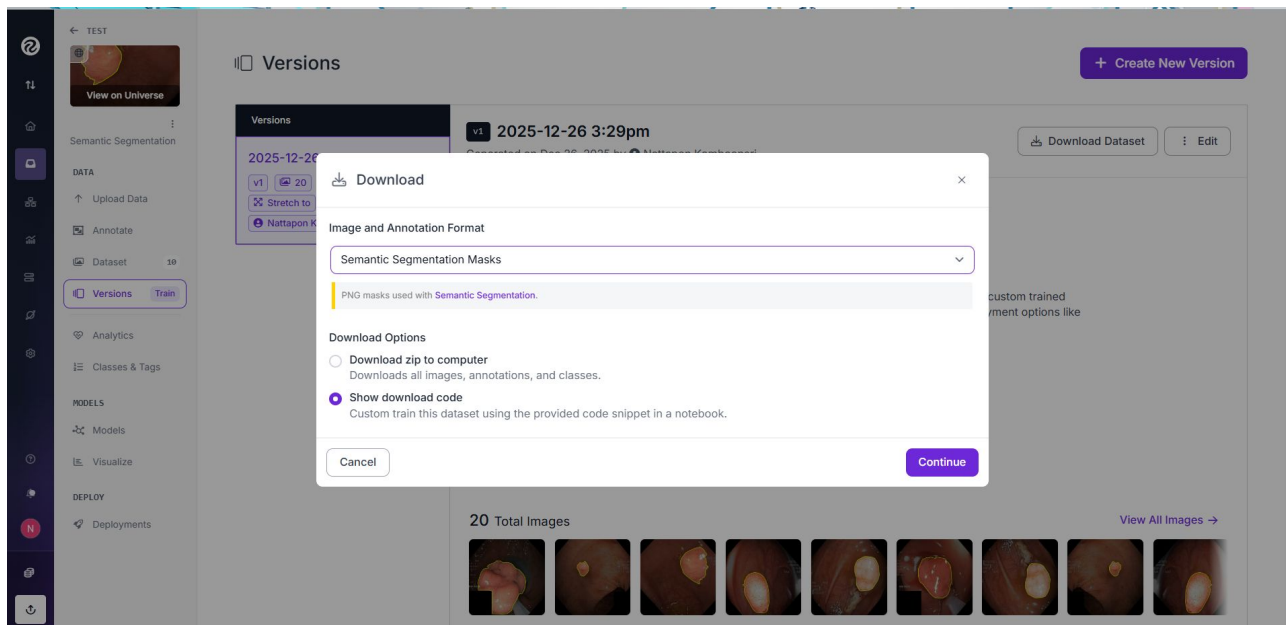 ← TEST
View on Universe
Semantic Segmentation
DATA
Upload Data
Annotate
Dataset 10
Versions Train
Analytics
Classes & Tags
MODELS
Models
Visualize
DEPLOY
Deployments
N
Versions
+ Create New Version
Versions
2025-12-26
v1 20
Stretch to
Nattapon K
v1 2025-12-26 3:29pm
Download Dataset
Edit
Download
Image and Annotation Format
Semantic Segmentation Masks
PNG masks used with Semantic Segmentation.
Download Options
Download zip to computer
Downloads all images, annotations, and classes.
Show download code
Custom train this dataset using the provided code snippet in a notebook.
Cancel
Continue
custom trained
yment options like
20 Total Images
View All Images →